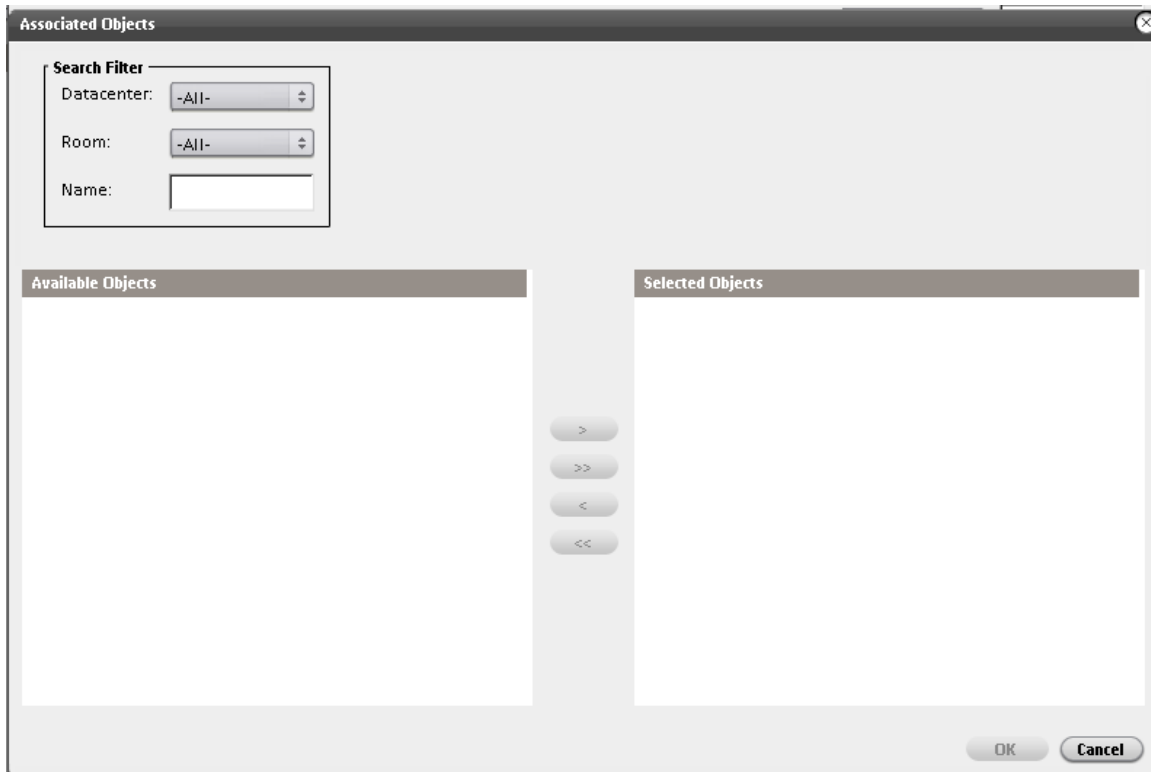 Associated Objects
Search Filter
Datacenter: -All-
Room: -All-
Name:
Available Objects
Selected Objects
>
>>
<
<<
OK Cancel